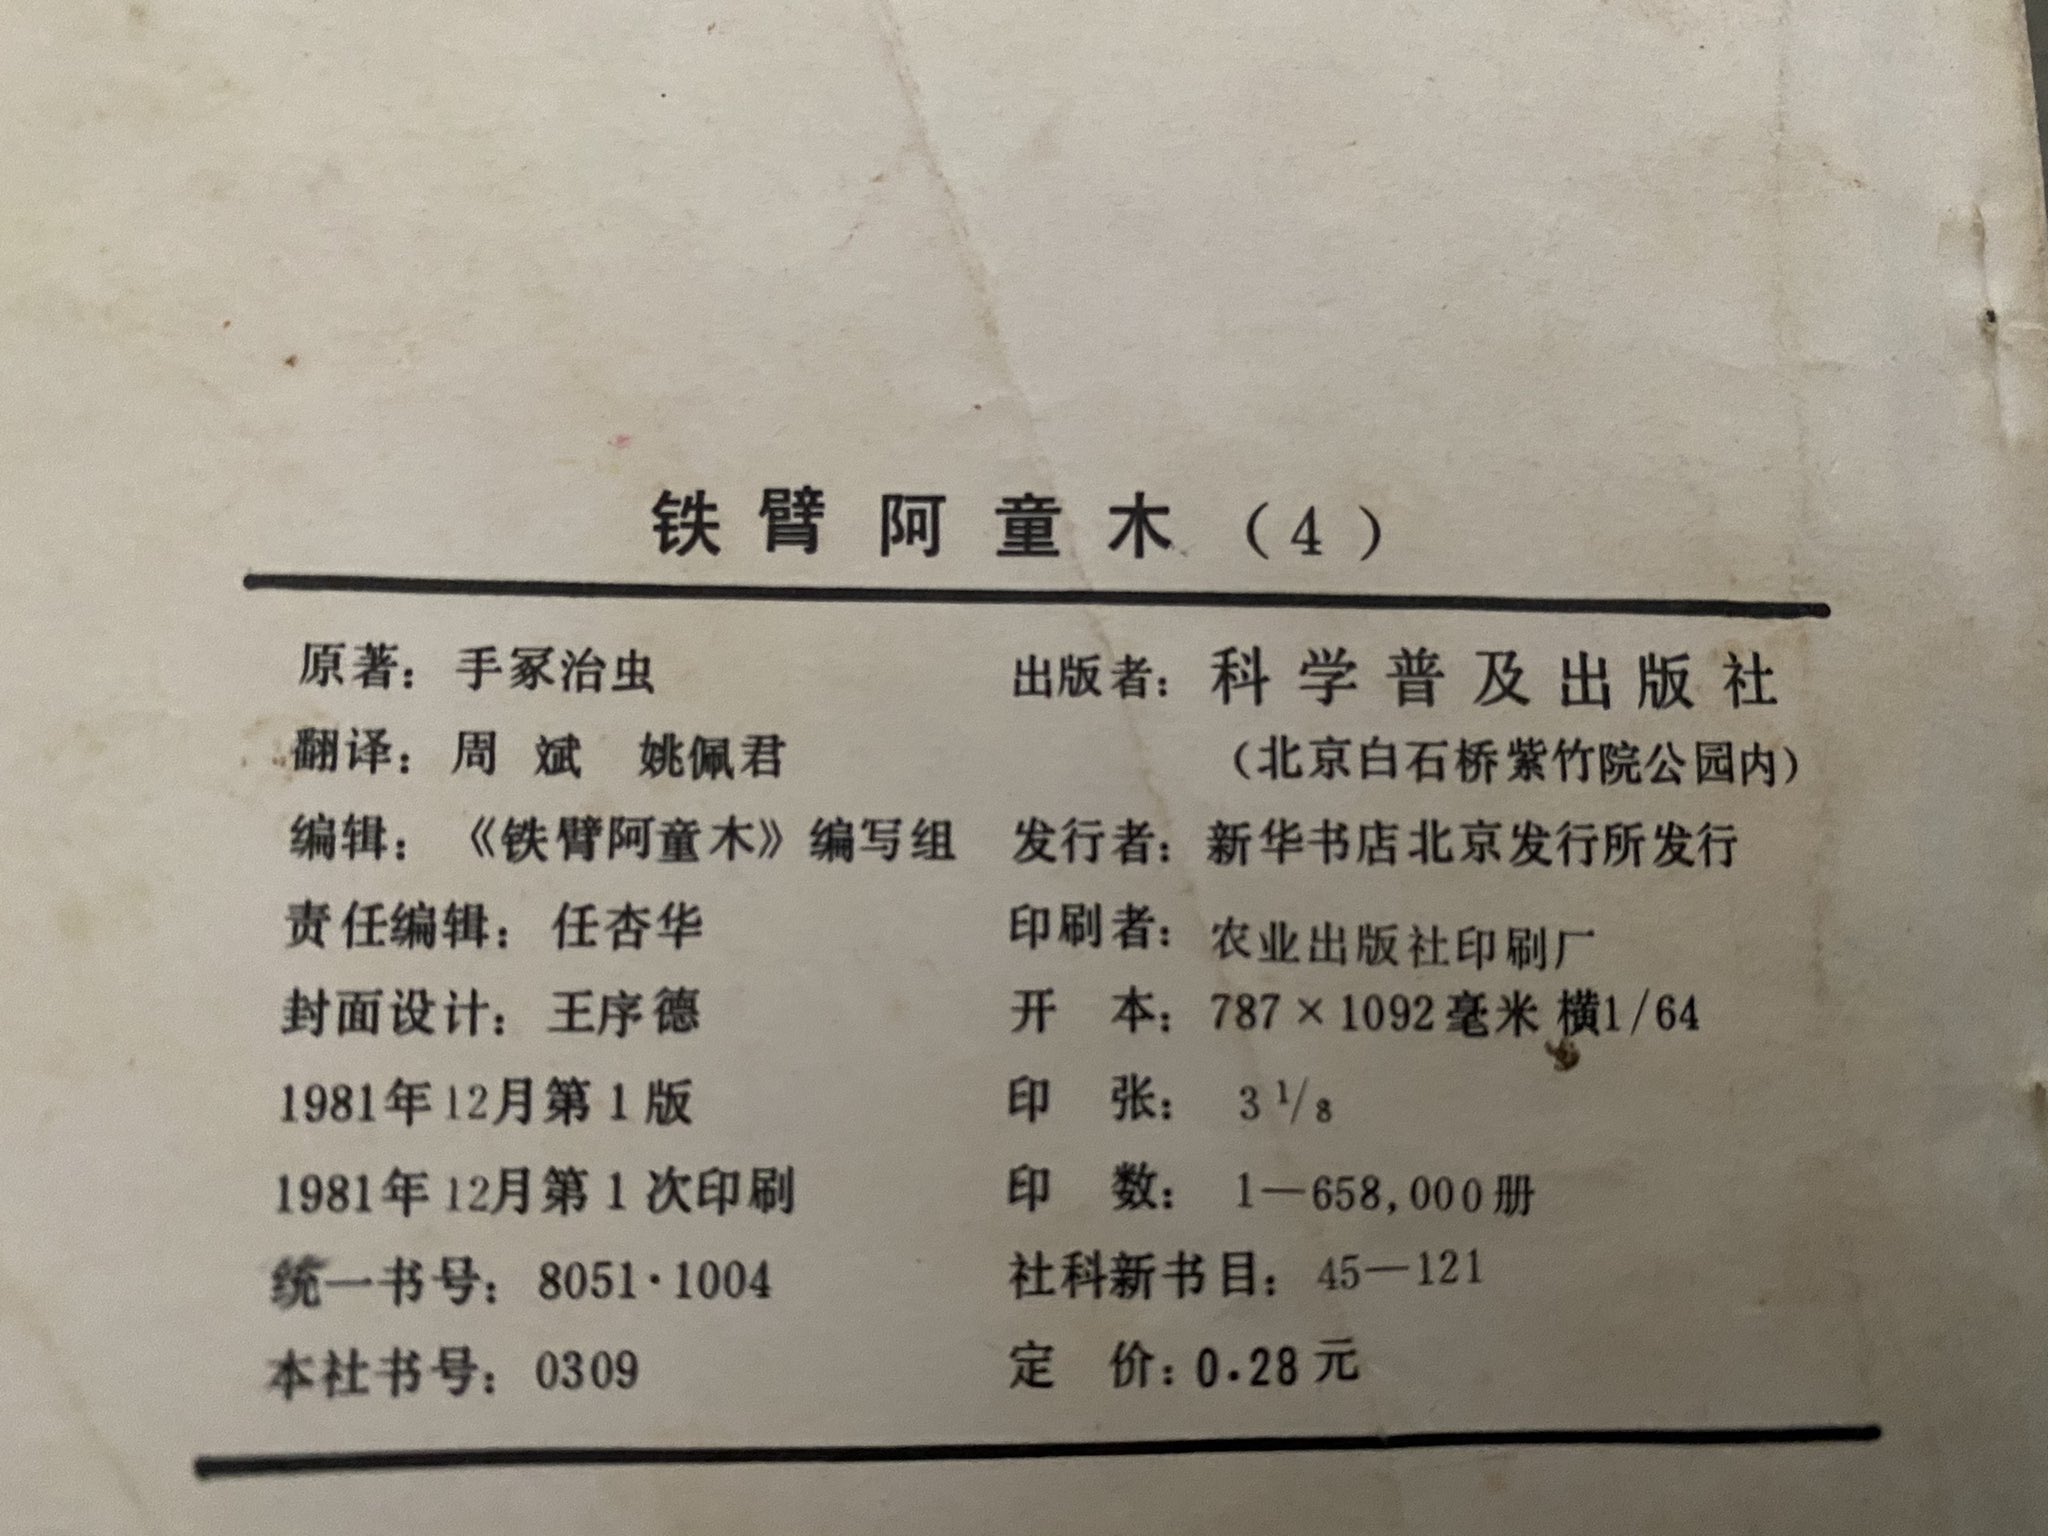 铁臂阿童木(4)
原著：手冢治虫
翻译：周 斌 姚佩君
编辑：《铁臂阿童木》编写组
责任编辑：任杏华
封面设计：王序德
1981年12月第1版
1981年12月第1次印刷
统一书号：8051·1004
本社书号：0309
出版者：科学普及出版社
（北京白石桥紫竹院公园内）
发行者：新华书店北京发行所发行
印刷者：农业出版社印刷厂
开 本：787×1092毫米 横1/64
印 张：3 1/8
印 数：1—658,000册
社科新书目：45—121
定 价：0.28元